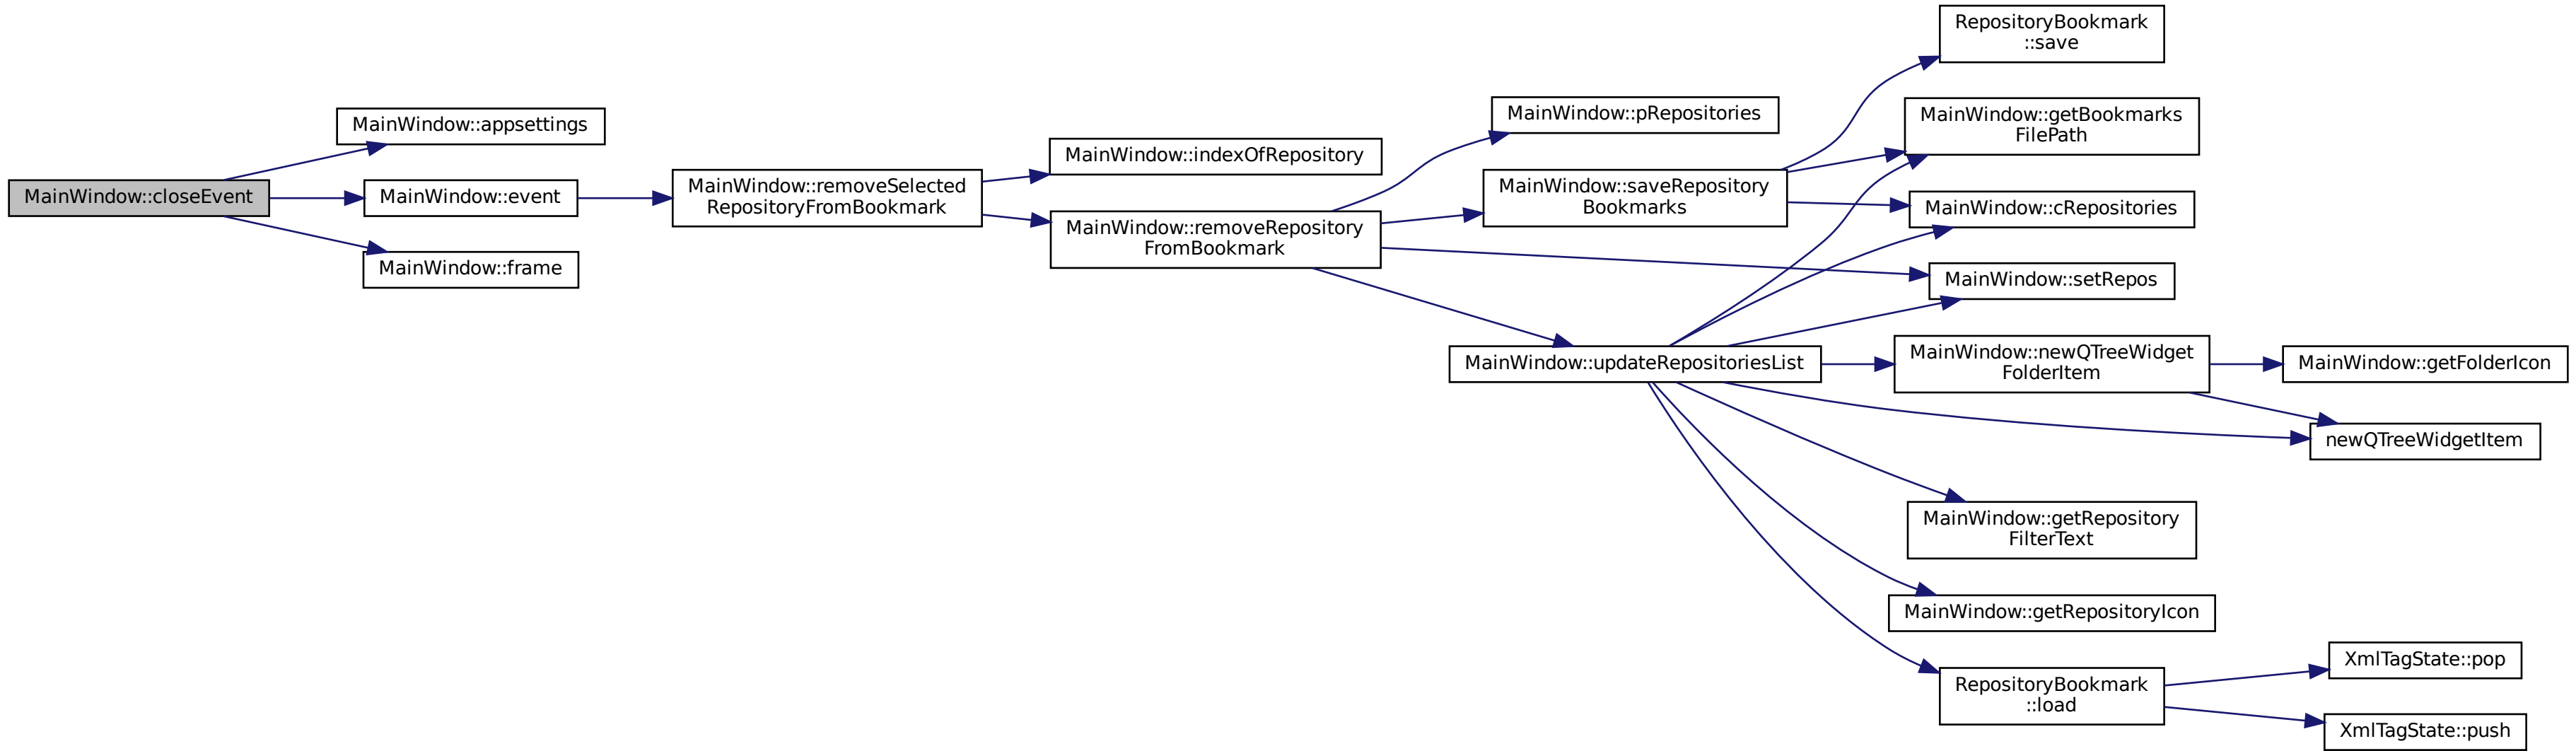 MainWindow::closeEvent
MainWindow::appsettings
MainWindow::event
MainWindow::frame
MainWindow::removeSelected
RepositoryFromBookmark
MainWindow::indexOfRepository
MainWindow::removeRepository
FromBookmark
MainWindow::pRepositories
MainWindow::saveRepository
Bookmarks
MainWindow::updateRepositoriesList
RepositoryBookmark
::save
MainWindow::getBookmarks
FilePath
MainWindow::cRepositories
MainWindow::setRepos
MainWindow::newQTreeWidget
FolderItem
MainWindow::getFolderIcon
newQTreeWidgetItem
MainWindow::getRepository
FilterText
MainWindow::getRepositoryIcon
RepositoryBookmark
::load
XmlTagState::pop
XmlTagState::push